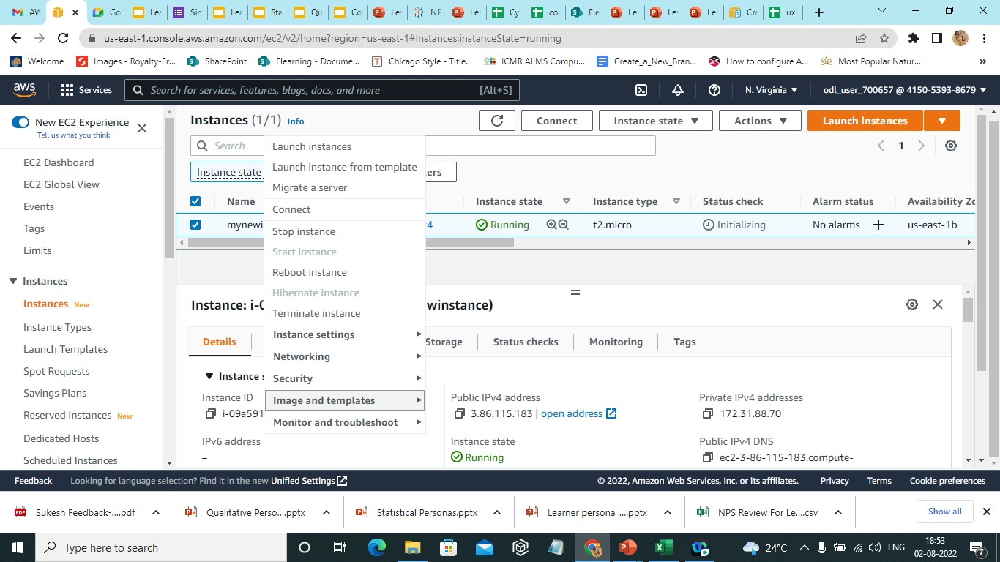 AW
Go
Lea
Sin
Lea
Sta
Qu
Co
Les
NP
Les
Cy
co
Ele
Les
Les
Les
Cre
uxl
us-east-1.console.aws.amazon.com/ec2/v2/home?region=us-east-1#Instances:instanceState=running
Welcome
Images - Royalty-Fr...
SharePoint
Elearning - Docume...
Chicago Style - Title...
ICMR AIIMS Compu...
Create_a_New_Bran...
How to configure A...
Most Popular Natur...
aws
Services
Search for services, features, blogs, docs, and more
[Alt+S]
N. Virginia
odl_user_700657 @ 4150-5393-8679
New EC2 Experience
Tell us what you think
EC2 Dashboard
EC2 Global View
Events
Tags
Limits
Instances
Instances New
Instance Types
Launch Templates
Spot Requests
Savings Plans
Reserved Instances New
Dedicated Hosts
Scheduled Instances
Instances (1/1) Info
Connect
Instance state
Actions
Launch instances
Search
1
Instance state
ters
Name
Instance state
Instance type
Status check
Alarm status
Availability Zo
mynewi
c4
Running
t2.micro
Initializing
No alarms
us-east-1b
Launch instances
Launch instance from template
Migrate a server
Connect
Stop instance
Start instance
Reboot instance
Hibernate instance
Terminate instance
Instance settings
Networking
Security
Image and templates
Monitor and troubleshoot
Instance: i-0
winstance)
Details
Storage
Status checks
Monitoring
Tags
Instance s
Instance ID
i-09a591
IPv6 address
–
Public IPv4 address
3.86.115.183 | open address
Instance state
Running
Private IPv4 addresses
172.31.88.70
Public IPv4 DNS
ec2-3-86-115-183.compute-
Feedback
Looking for language selection? Find it in the new Unified Settings
© 2022, Amazon Web Services, Inc. or its affiliates.
Privacy
Terms
Cookie preferences
Sukesh Feedback-....pdf
Qualitative Perso....pptx
Statistical Personas.pptx
Learner persona_....pptx
NPS Review For Le....csv
Show all
Type here to search
24°C
ENG
18:53
02-08-2022
7